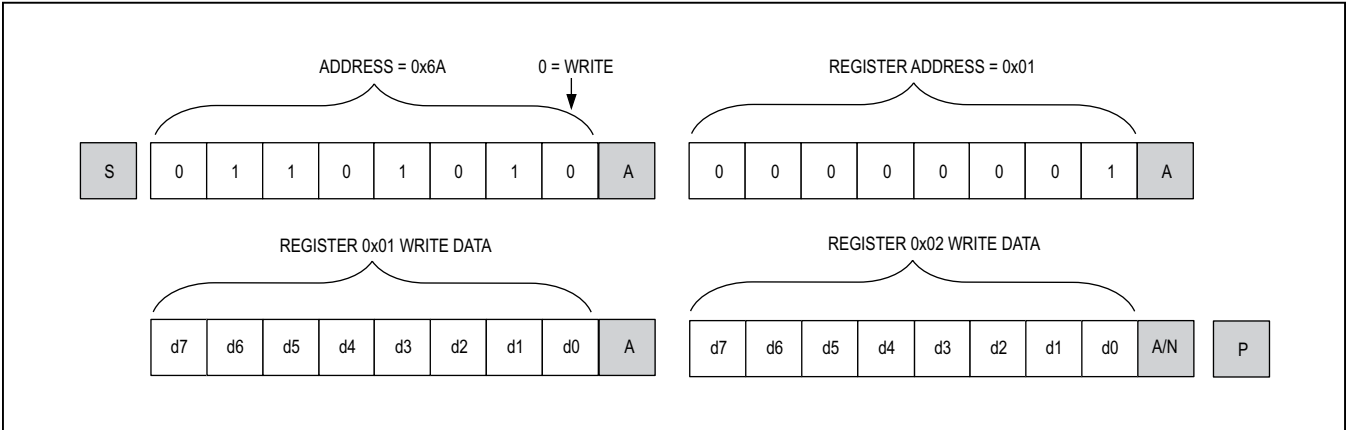 ADDRESS = 0x6A 0 = WRITE REGISTER ADDRESS = 0x01
S 0 1 1 0 1 0 1 0 A 0 0 0 0 0 0 0 1 A
REGISTER 0x01 WRITE DATA REGISTER 0x02 WRITE DATA
d7 d6 d5 d4 d3 d2 d1 d0 A d7 d6 d5 d4 d3 d2 d1 d0 A/N P